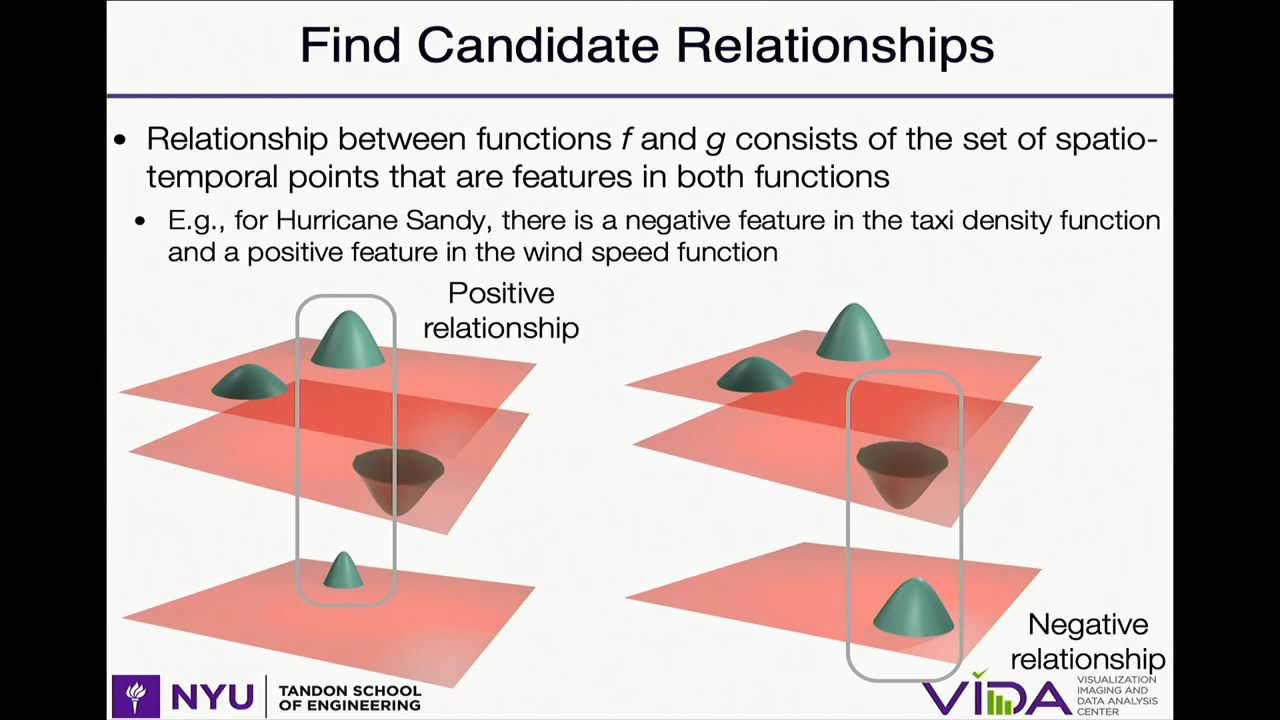 Find Candidate Relationships
• Relationship between functions f and g consists of the set of spatio-
temporal points that are features in both functions
• E.g., for Hurricane Sandy, there is a negative feature in the taxi density function
and a positive feature in the wind speed function
Positive
relationship
Negative
relationship
NYU
TANDON SCHOOL
OF ENGINEERING
VIDA
VISUALIZATION
IMAGING AND
DATA ANALYSIS
CENTER